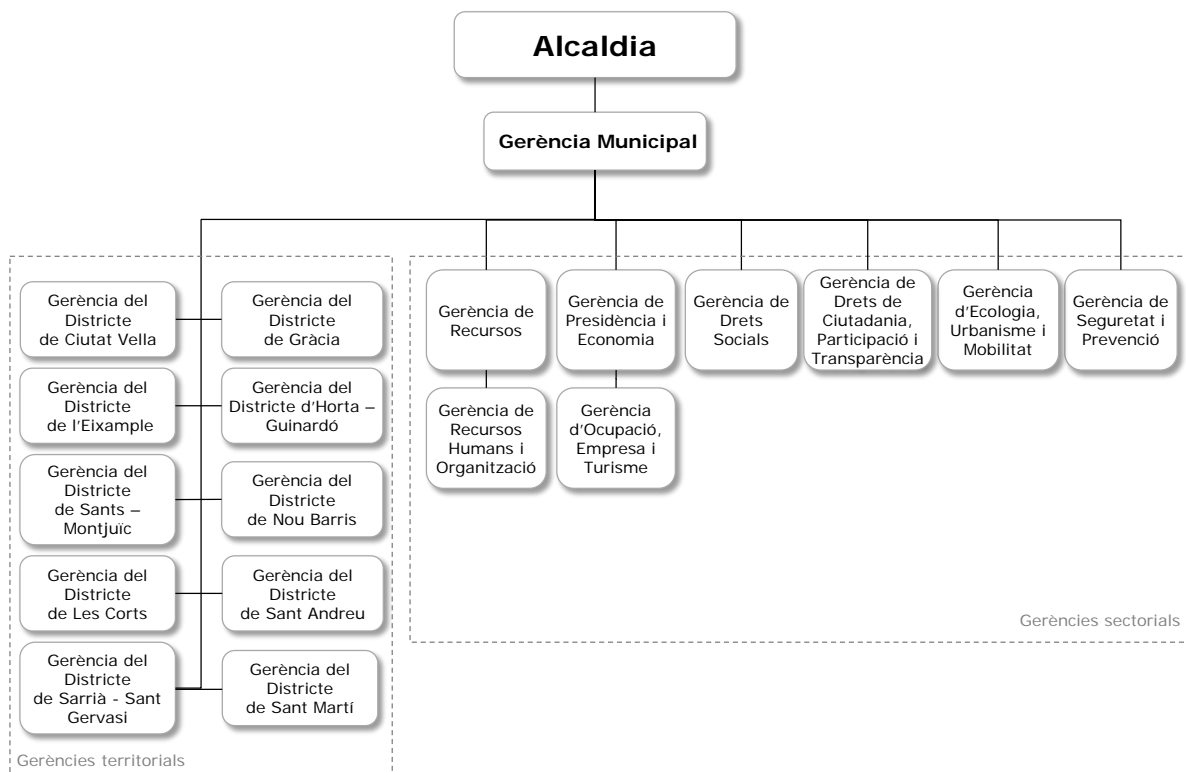 Alcaldia
Gerència Municipal
Gerència del
Districte
de Ciutat Vella
Gerència del
Districte
de Gràcia
Gerència del
Districte
de l'Eixample
Gerència del
Districte d'Horta –
Guinardó
Gerència del
Districte
de Sants –
Montjuïc
Gerència del
Districte
de Nou Barris
Gerència del
Districte
de Les Corts
Gerència del
Districte
de Sant Andreu
Gerència del
Districte
de Sarrià - Sant
Gervasi
Gerència del
Districte
de Sant Martí
Gerències territorials
Gerència de
Recursos
Gerència de
Presidència i
Economia
Gerència de
Drets
Socials
Gerència de
Drets de
Ciutadania,
Participació i
Transparència
Gerència
d'Ecologia,
Urbanisme i
Mobilitat
Gerència de
Seguretat i
Prevenció
Gerència de
Recursos
Humans i
Organització
Gerència
d'Ocupació,
Empresa i
Turisme
Gerències sectorials